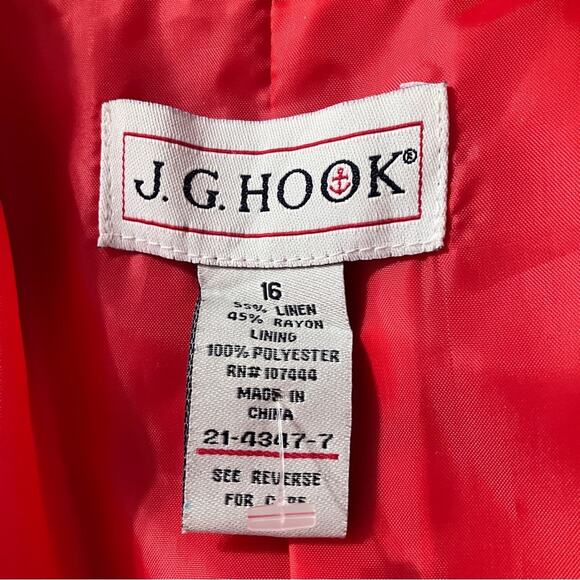 J. G. HOOK®
16
55% LINEN
45% RAYON
LINING
100% POLYESTER
RN# 107444
MADE IN
CHINA
21-4347-7
SEE REVERSE
FOR CARE